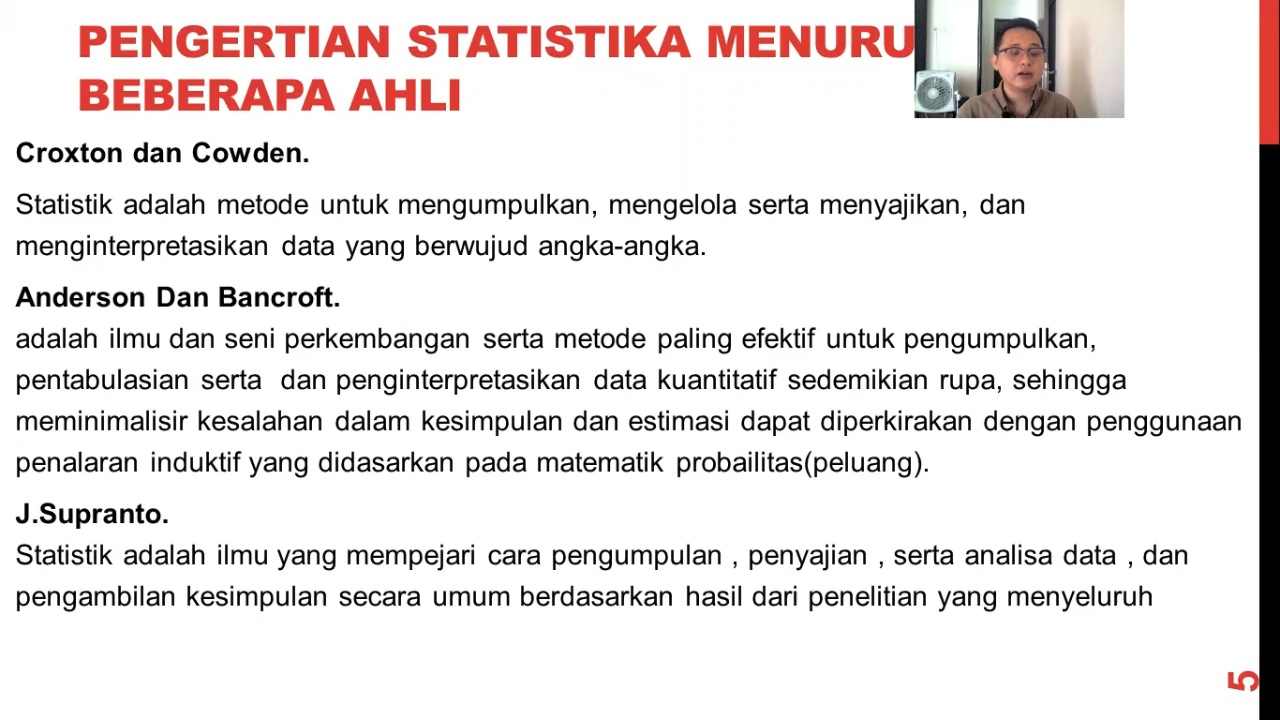 PENGERTIAN STATISTIKA MENURU
BEBERAPA AHLI
Croxton dan Cowden.
Statistik adalah metode untuk mengumpulkan, mengelola serta menyajikan, dan
menginterpretasikan data yang berwujud angka-angka.
Anderson Dan Bancroft.
adalah ilmu dan seni perkembangan serta metode paling efektif untuk pengumpulkan,
pentabulasian serta dan penginterpretasikan data kuantitatif sedemikian rupa, sehingga
meminimalisir kesalahan dalam kesimpulan dan estimasi dapat diperkirakan dengan penggunaan
penalaran induktif yang didasarkan pada matematik probailitas(peluang).
J.Supranto.
Statistik adalah ilmu yang mempejari cara pengumpulan , penyajian , serta analisa data , dan
pengambilan kesimpulan secara umum berdasarkan hasil dari penelitian yang menyeluruh
5